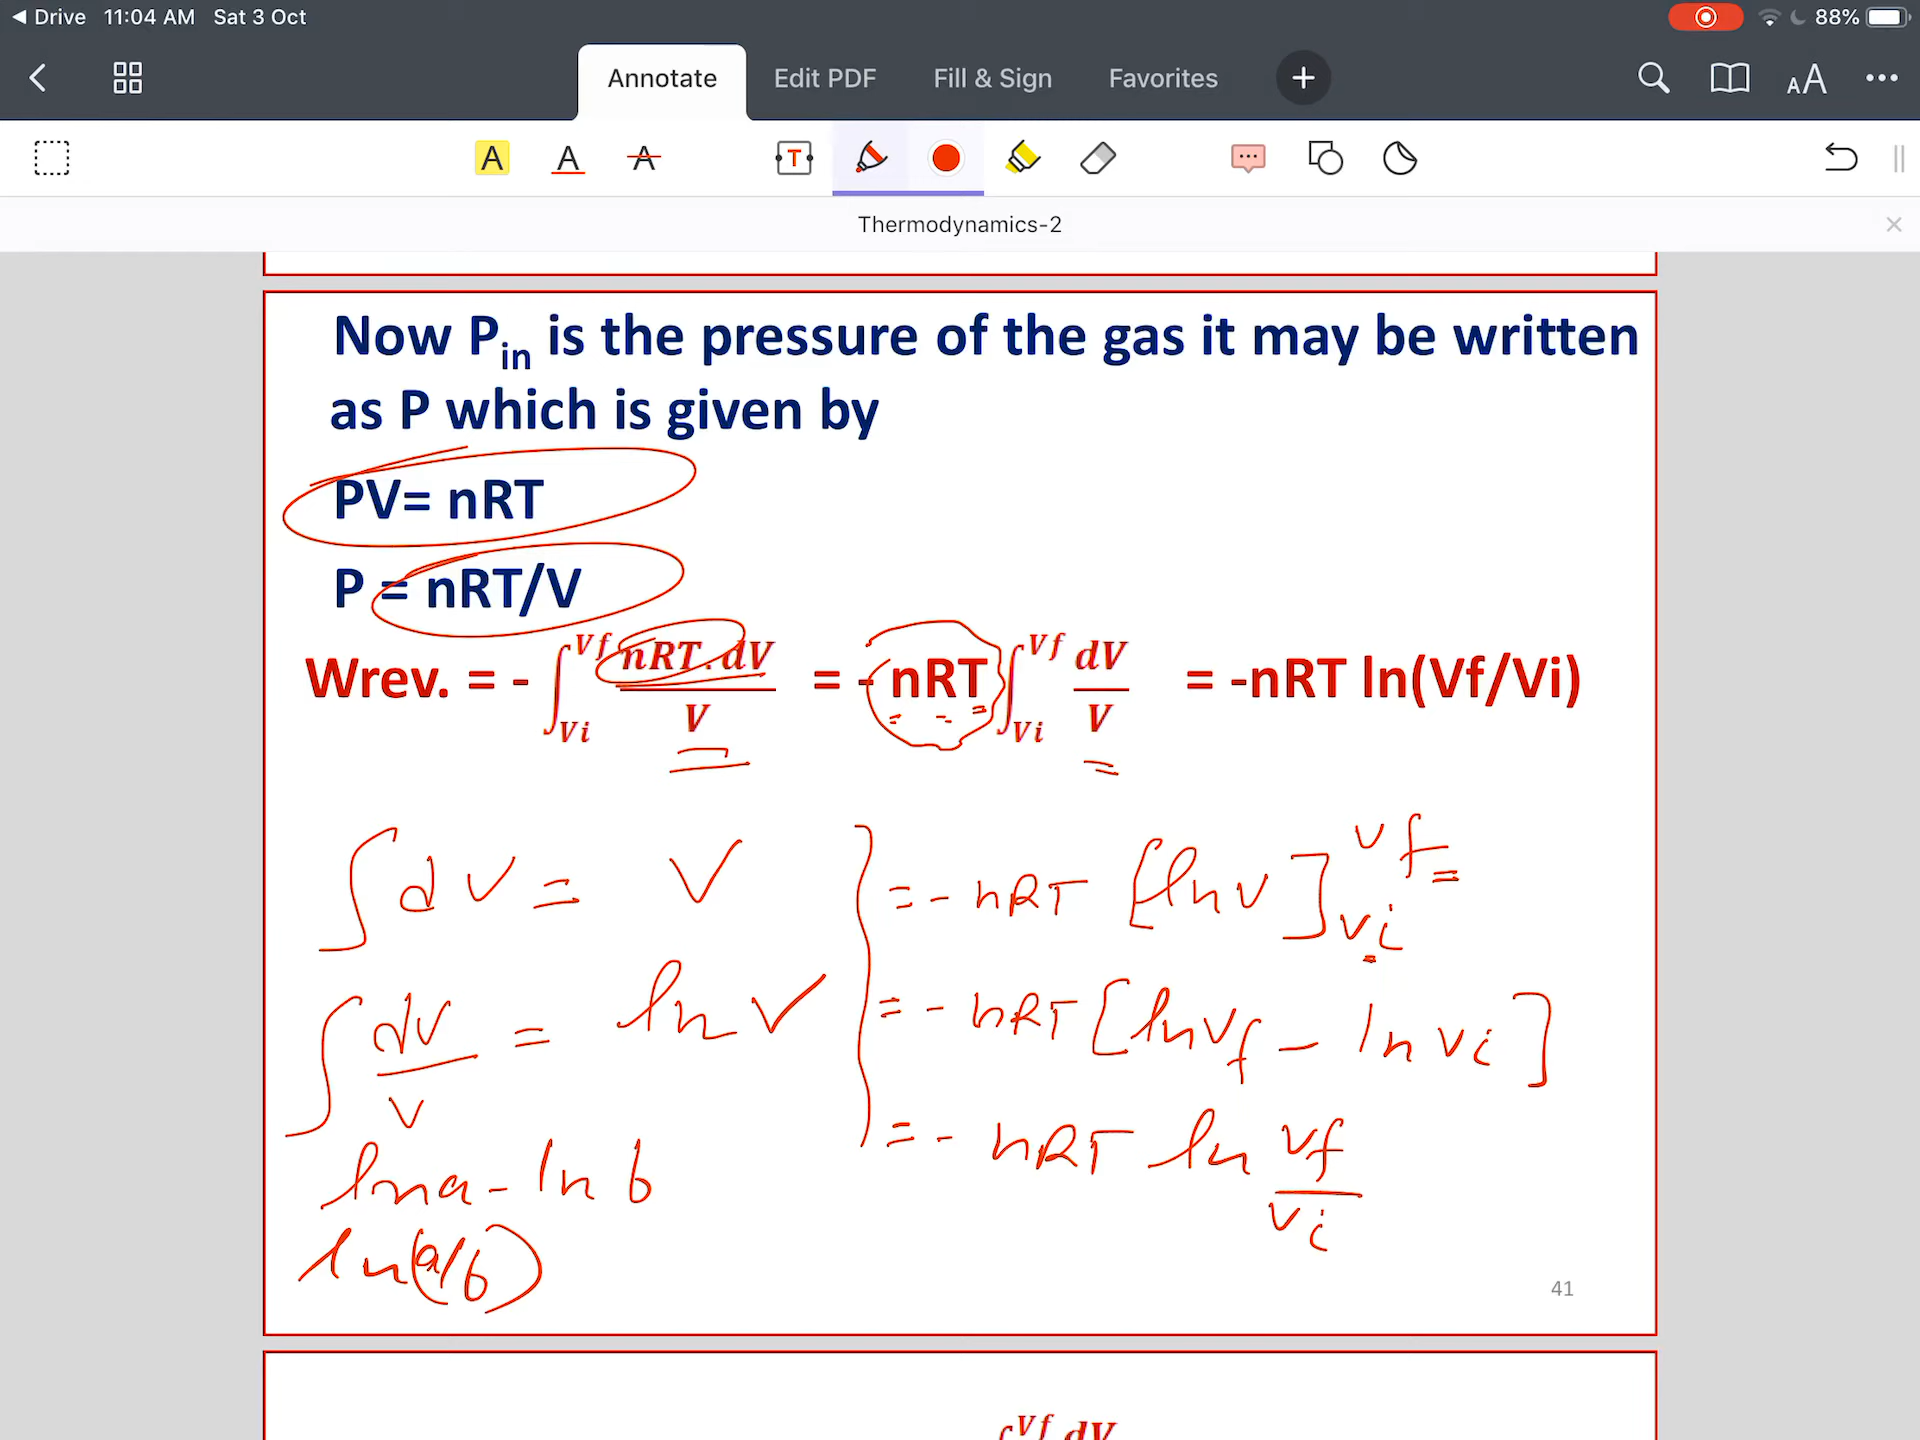 Drive 11:04 AM Sat 3 Oct 88%
Annotate Edit PDF Fill & Sign Favorites +
AA
A A A T
Thermodynamics-2
Now Pin is the pressure of the gas it may be written
as P which is given by
PV= nRT
P = nRT/V
Wrev. = - ∫Vi^Vf nRT.dV/V = - nRT ∫Vi^Vf dV/V = -nRT ln(Vf/Vi)
∫dV = V
= - nRT [ln V]Vi^Vf
∫dV/V = ln V
= - nRT [ln Vf - ln Vi]
= - nRT ln Vf/Vi
ln a - ln b
ln(a/b)
41
∫Vf dV